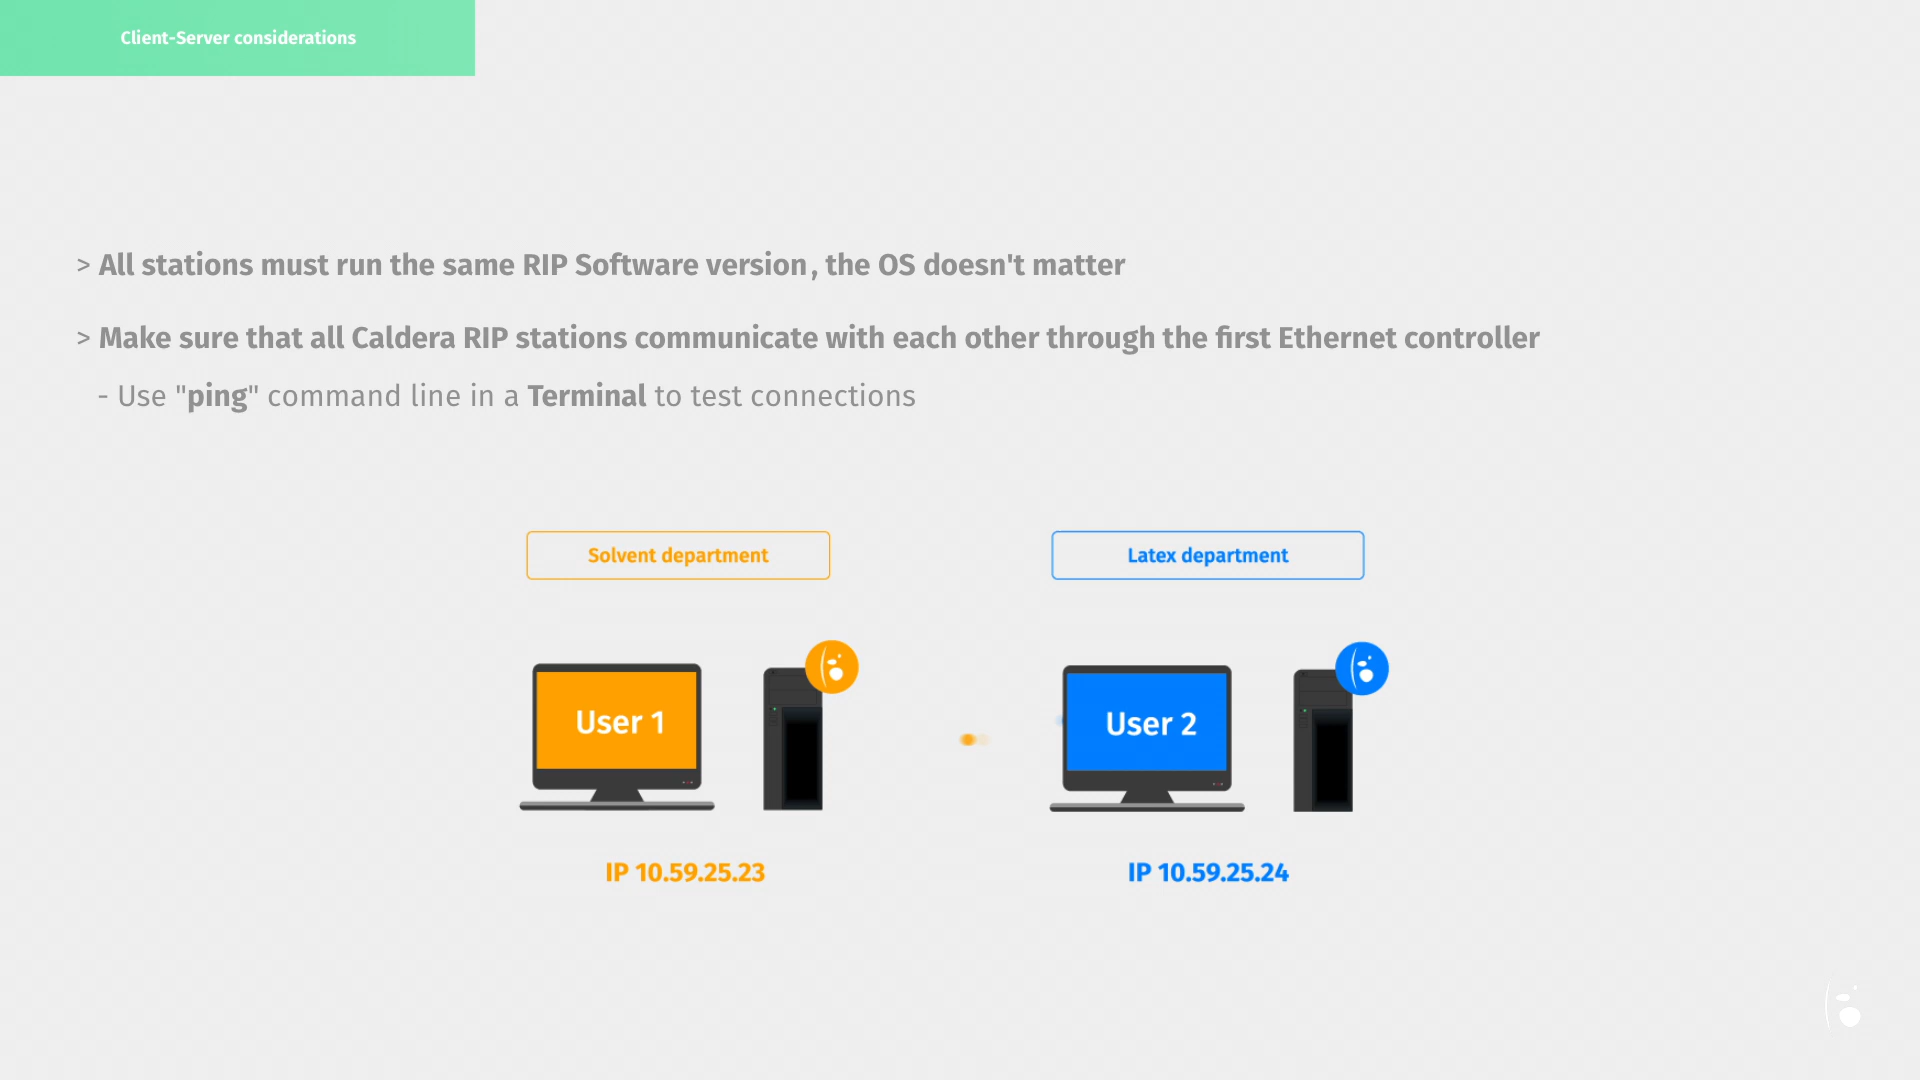 Client-Server considerations
> All stations must run the same RIP Software version, the OS doesn't matter
> Make sure that all Caldera RIP stations communicate with each other through the first Ethernet controller
- Use "ping" command line in a Terminal to test connections
Solvent department
Latex department
User 1
User 2
IP 10.59.25.23
IP 10.59.25.24